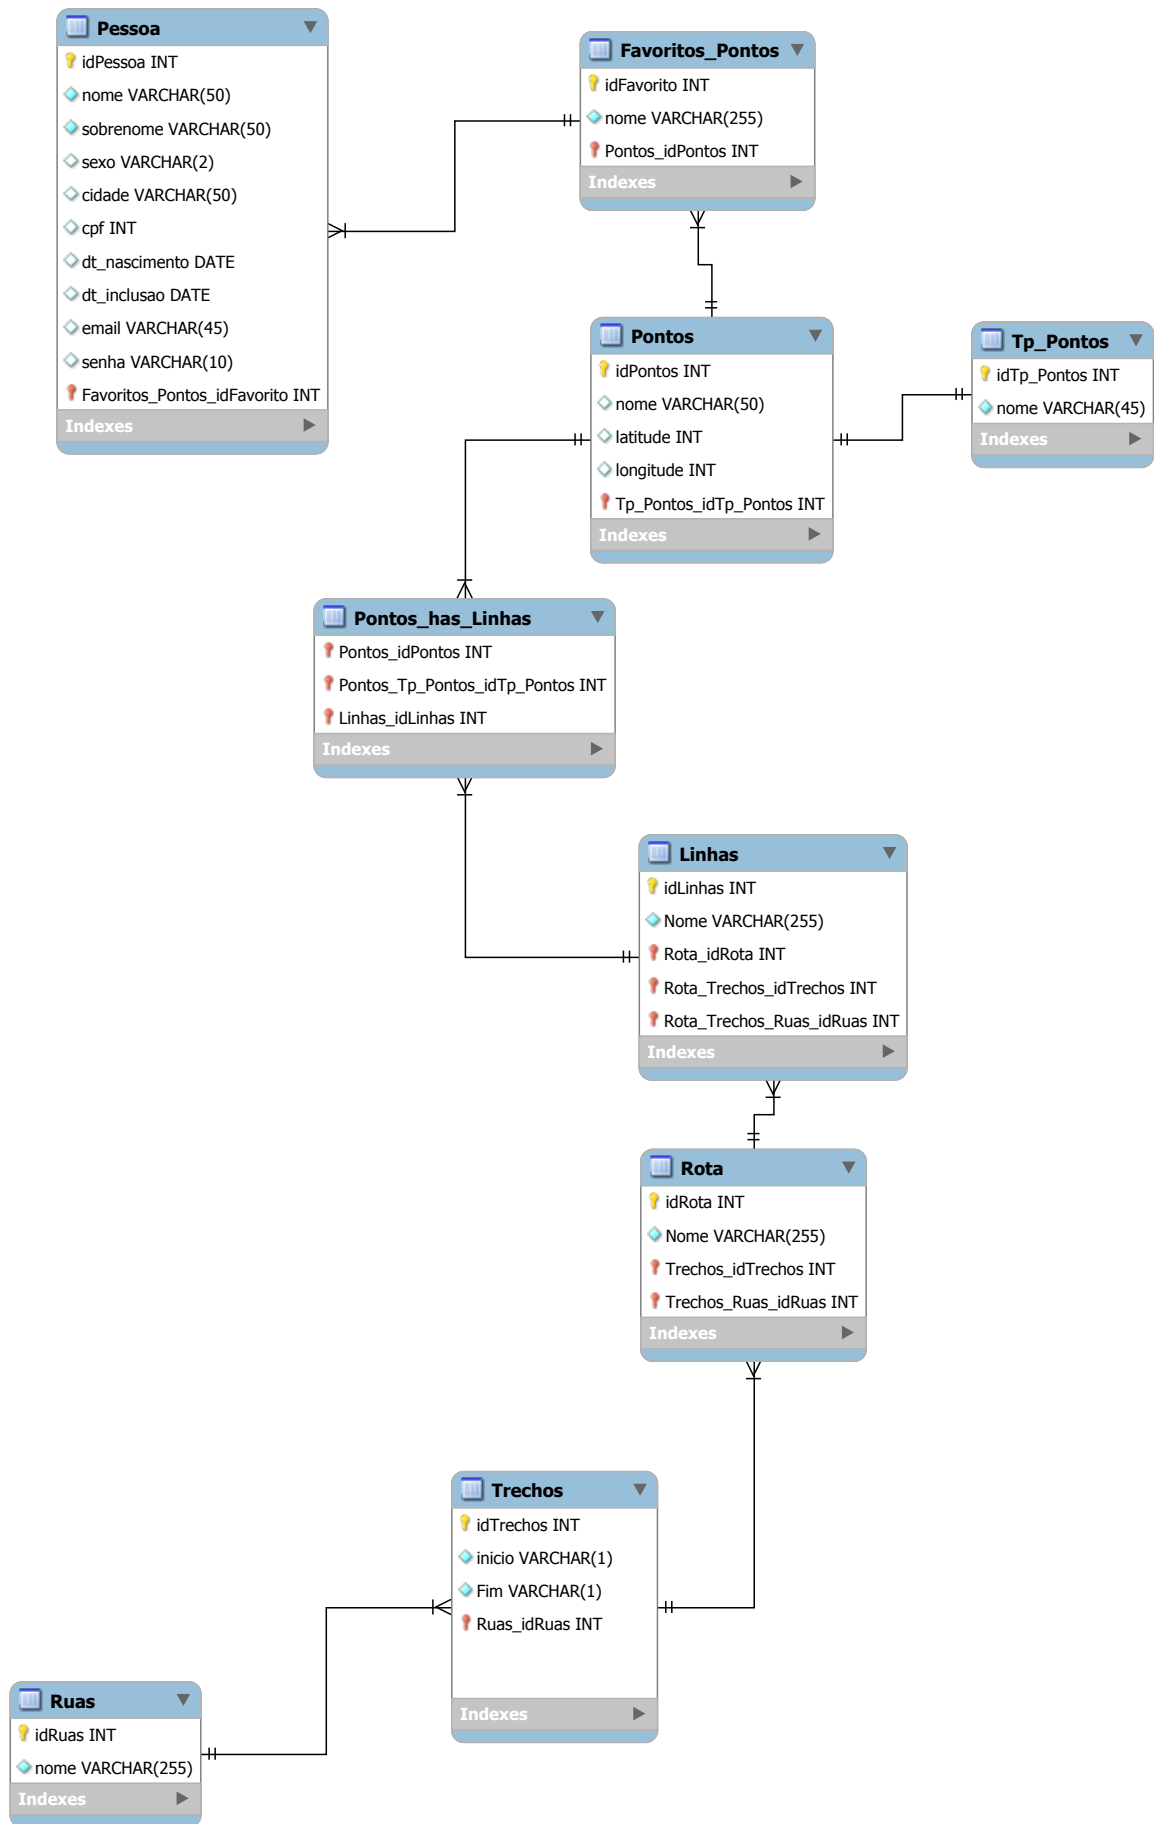 Pessoa
idPessoa INT
nome VARCHAR(50)
sobrenome VARCHAR(50)
sexo VARCHAR(2)
cidade VARCHAR(50)
cpf INT
dt_nascimento DATE
dt_inclusao DATE
email VARCHAR(45)
senha VARCHAR(10)
Favoritos_Pontos_idFavorito INT
Indexes
Favoritos_Pontos
idFavorito INT
nome VARCHAR(255)
Pontos_idPontos INT
Indexes
Pontos
idPontos INT
nome VARCHAR(50)
latitude INT
longitude INT
Tp_Pontos_idTp_Pontos INT
Indexes
Tp_Pontos
idTp_Pontos INT
nome VARCHAR(45)
Indexes
Pontos_has_Linhas
Pontos_idPontos INT
Pontos_Tp_Pontos_idTp_Pontos INT
Linhas_idLinhas INT
Indexes
Linhas
idLinhas INT
Nome VARCHAR(255)
Rota_idRota INT
Rota_Trechos_idTrechos INT
Rota_Trechos_Ruas_idRuas INT
Indexes
Rota
idRota INT
Nome VARCHAR(255)
Trechos_idTrechos INT
Trechos_Ruas_idRuas INT
Indexes
Trechos
idTrechos INT
inicio VARCHAR(1)
Fim VARCHAR(1)
Ruas_idRuas INT
Indexes
Ruas
idRuas INT
nome VARCHAR(255)
Indexes